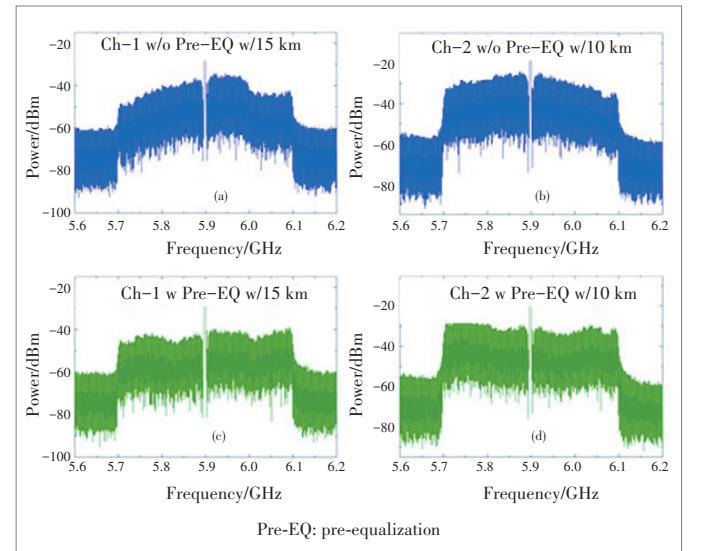 Ch-1 w/o Pre-EQ w/15 km
Power/dBm
-20
-40
-60
-80
-100
(a)
5.6 5.7 5.8 5.9 6.0 6.1 6.2
Frequency/GHz
Ch-2 w/o Pre-EQ w/10 km
Power/dBm
-20
-40
-60
-80
(b)
5.6 5.7 5.8 5.9 6.0 6.1 6.2
Frequency/GHz
Ch-1 w Pre-EQ w/15 km
Power/dBm
-20
-40
-60
-80
-100
(c)
5.6 5.7 5.8 5.9 6.0 6.1 6.2
Frequency/GHz
Ch-2 w Pre-EQ w/10 km
Power/dBm
-20
-40
-60
-80
(d)
5.6 5.7 5.8 5.9 6.0 6.1 6.2
Frequency/GHz
Pre-EQ: pre-equalization